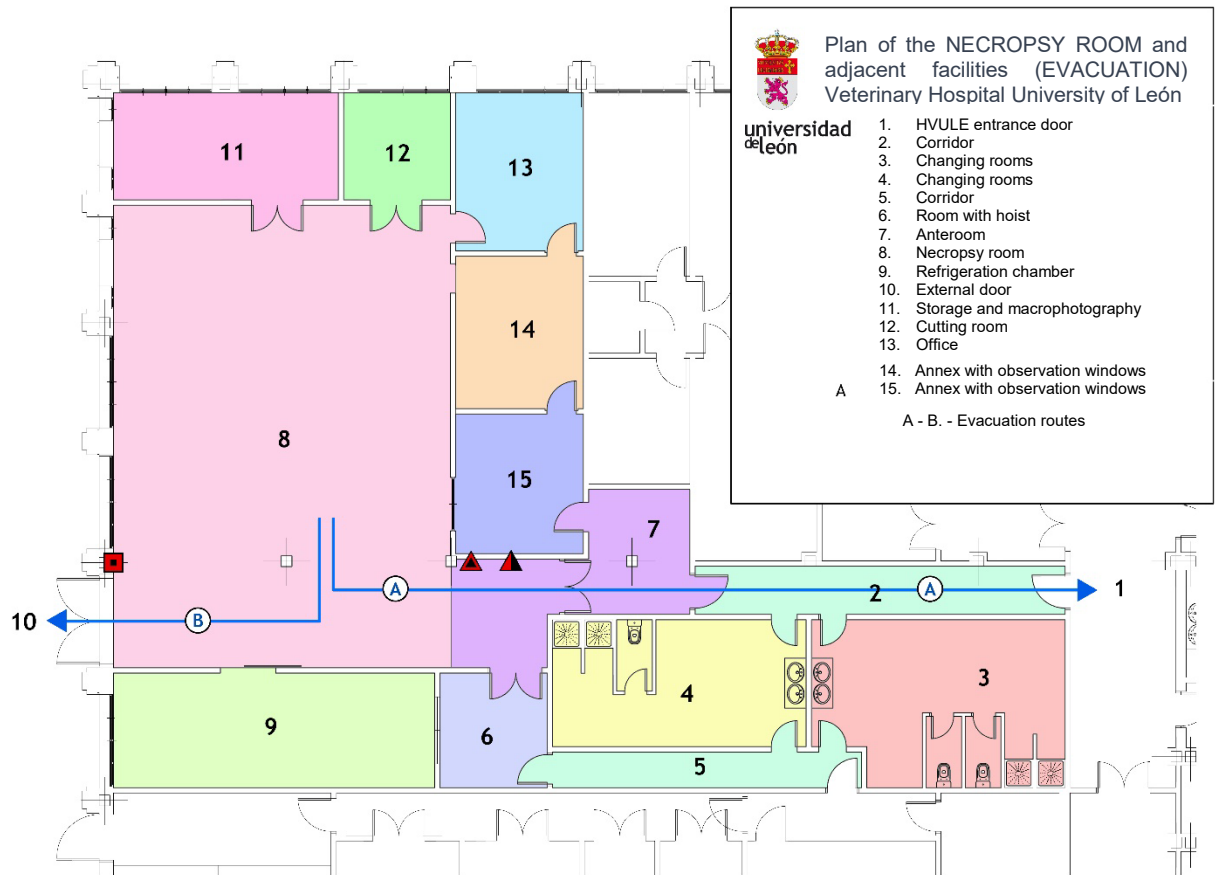 Plan of the NECROPSY ROOM and
adjacent facilities (EVACUATION)
Veterinary Hospital University of León
universidad
de león
1. HVULE entrance door
2. Corridor
3. Changing rooms
4. Changing rooms
5. Corridor
6. Room with hoist
7. Anteroom
8. Necropsy room
9. Refrigeration chamber
10. External door
11. Storage and macrophotography
12. Cutting room
13. Office
14. Annex with observation windows
A 15. Annex with observation windows
A - B. - Evacuation routes
11
12
13
14
8
15
7
A
2
A
1
10
B
3
4
9
6
5